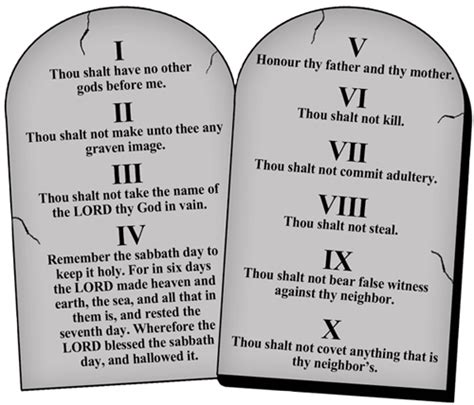 I
Thou shalt have no other
gods before me.
II
Thou shalt not make unto thee any
graven image.
III
Thou shalt not take the name of
the LORD thy God in vain.
IV
Remember the sabbath day to
keep it holy. For in six days
the LORD made heaven and
earth, the sea, and all that in
them is, and rested the
seventh day. Wherefore the
LORD blessed the sabbath
day, and hallowed it.
V
Honour thy father and thy mother.
VI
Thou shalt not kill.
VII
Thou shalt not commit adultery.
VIII
Thou shalt not steal.
IX
Thou shalt not bear false witness
against thy neighbor.
X
Thou shalt not covet anything that is
thy neighbor's.